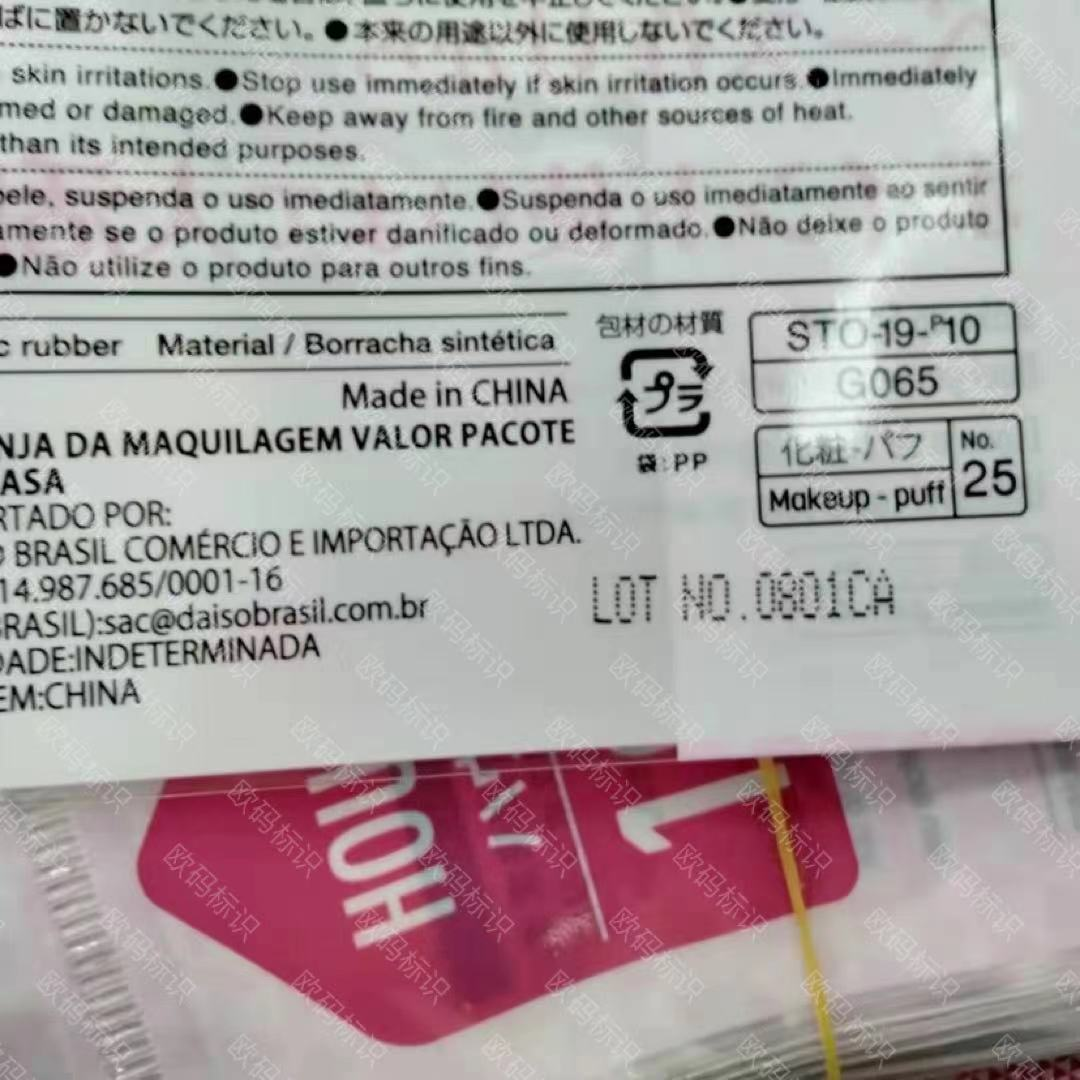 ばに置かないでください。●本来の用途以外に使用しないでください。
skin irritations.●Stop use immediately if skin irritation occurs.●Immediately
med or damaged.●Keep away from fire and other sources of heat.
than its intended purposes.
pele, suspenda o uso imediatamente.●Suspenda o uso imediatamente ao sentir
amente se o produto estiver danificado ou deformado.●Não deixe o produto
●Não utilize o produto para outros fins.
c rubber Material / Borracha sintética
Made in CHINA
NJA DA MAQUILAGEM VALOR PACOTE
ASA
RTADO POR:
O BRASIL COMÉRCIO E IMPORTAÇÃO LTDA.
14.987.685/0001-16
BRASIL):sac@daisobrasil.com.br
DADE:INDETERMINADA
EM:CHINA
包材の材質
プラ
袋:PP
STO-19-P10
G065
化粧-パフ
Makeup - puff
No.
25
LOT NO.0801CA
HOU
1
欧码标识